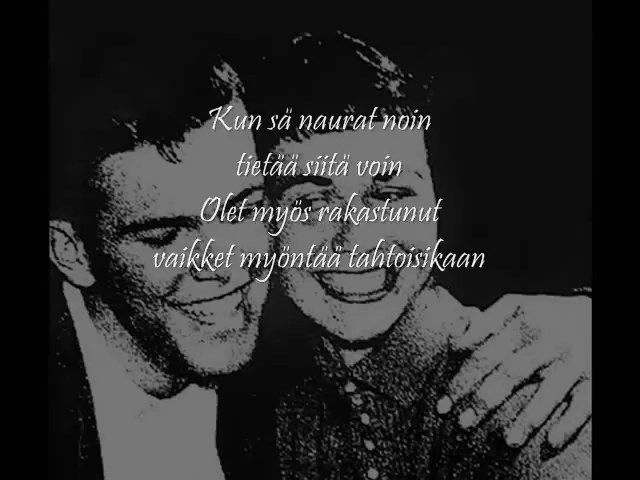 Kun sä naurat noin
tietää siitä voin
Olet myös rakastunut
vaikket myöntää tahtoisikaan